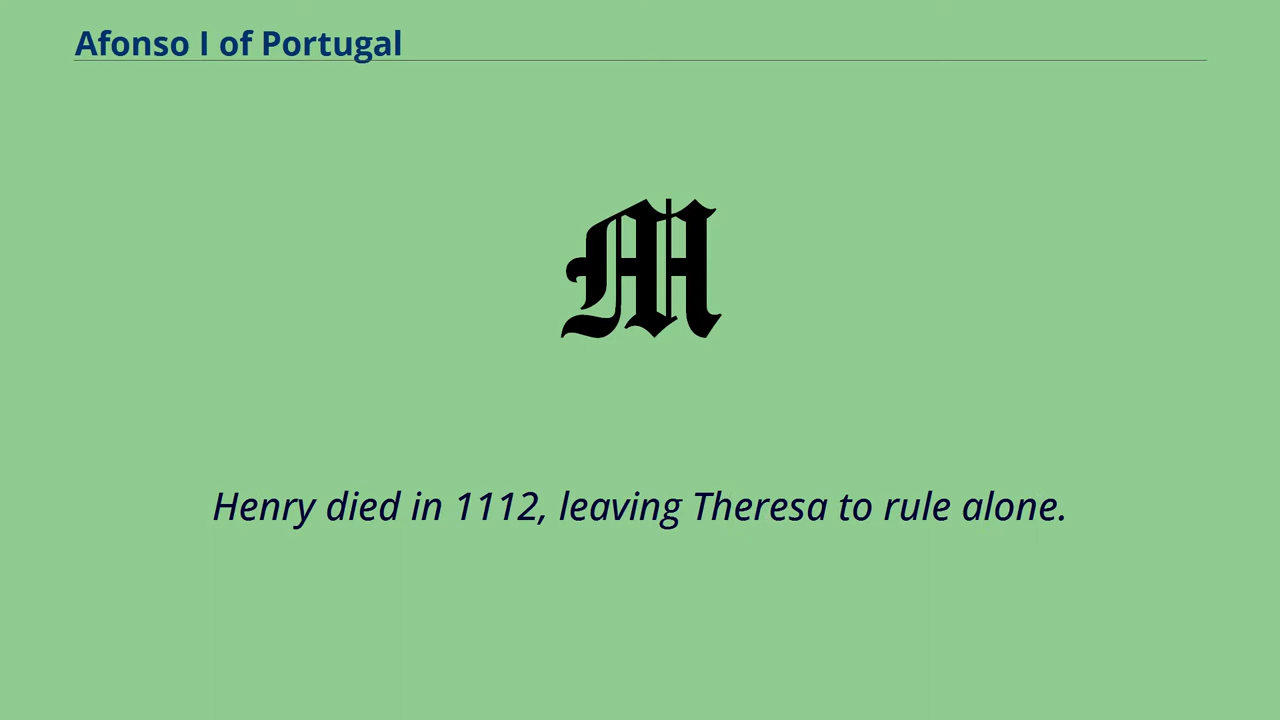 Afonso I of Portugal
M
Henry died in 1112, leaving Theresa to rule alone.